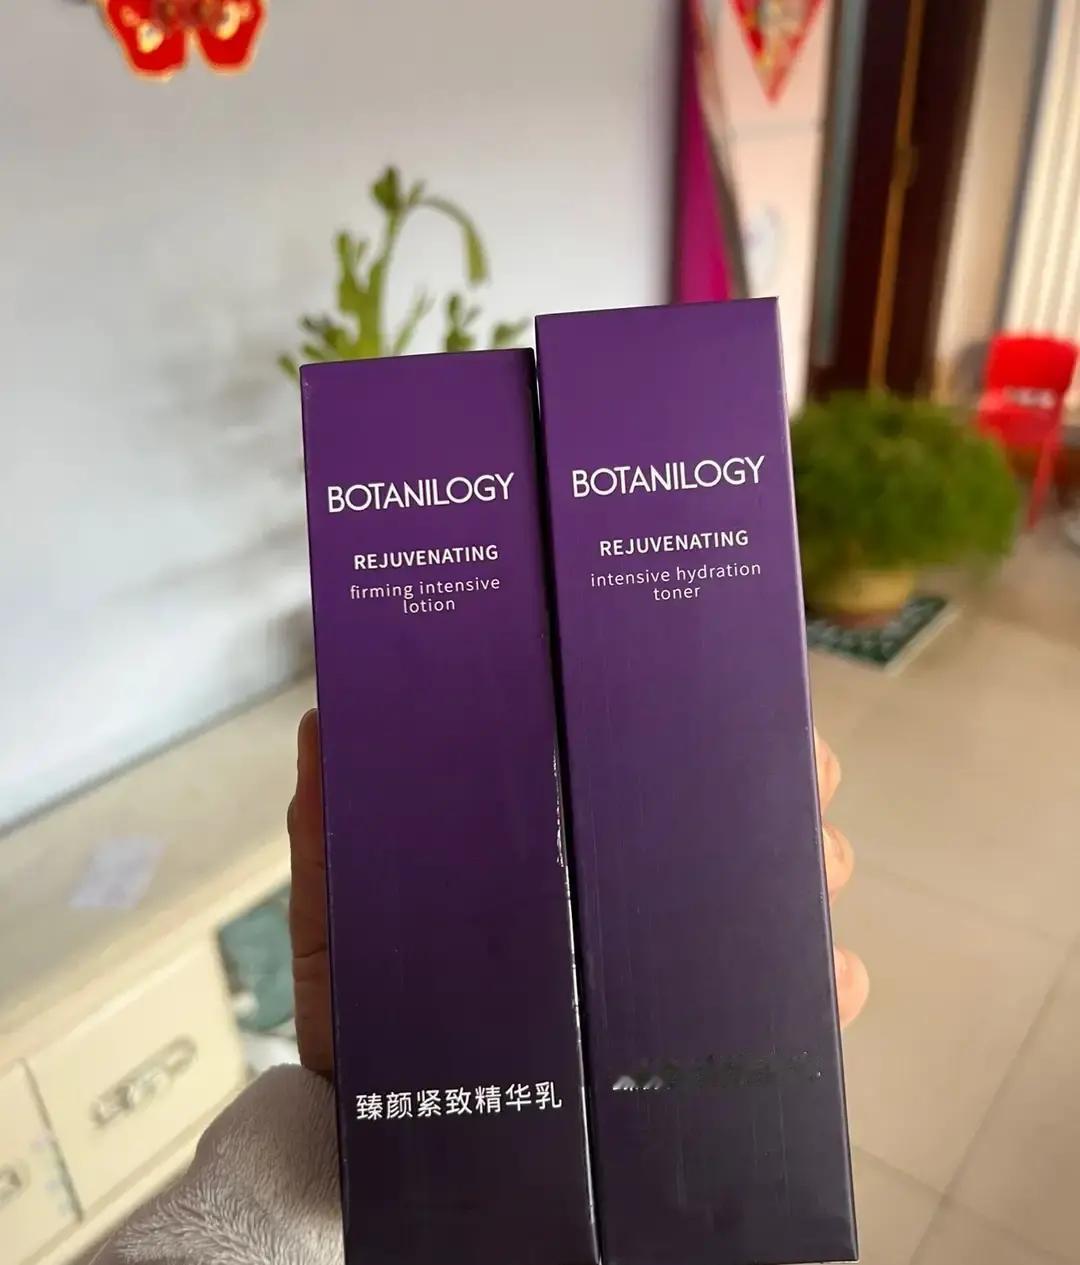 BOTANILOGY
REJUVENATING
firming intensive
lotion
臻颜紧致精华乳
BOTANILOGY
REJUVENATING
intensive hydration
toner